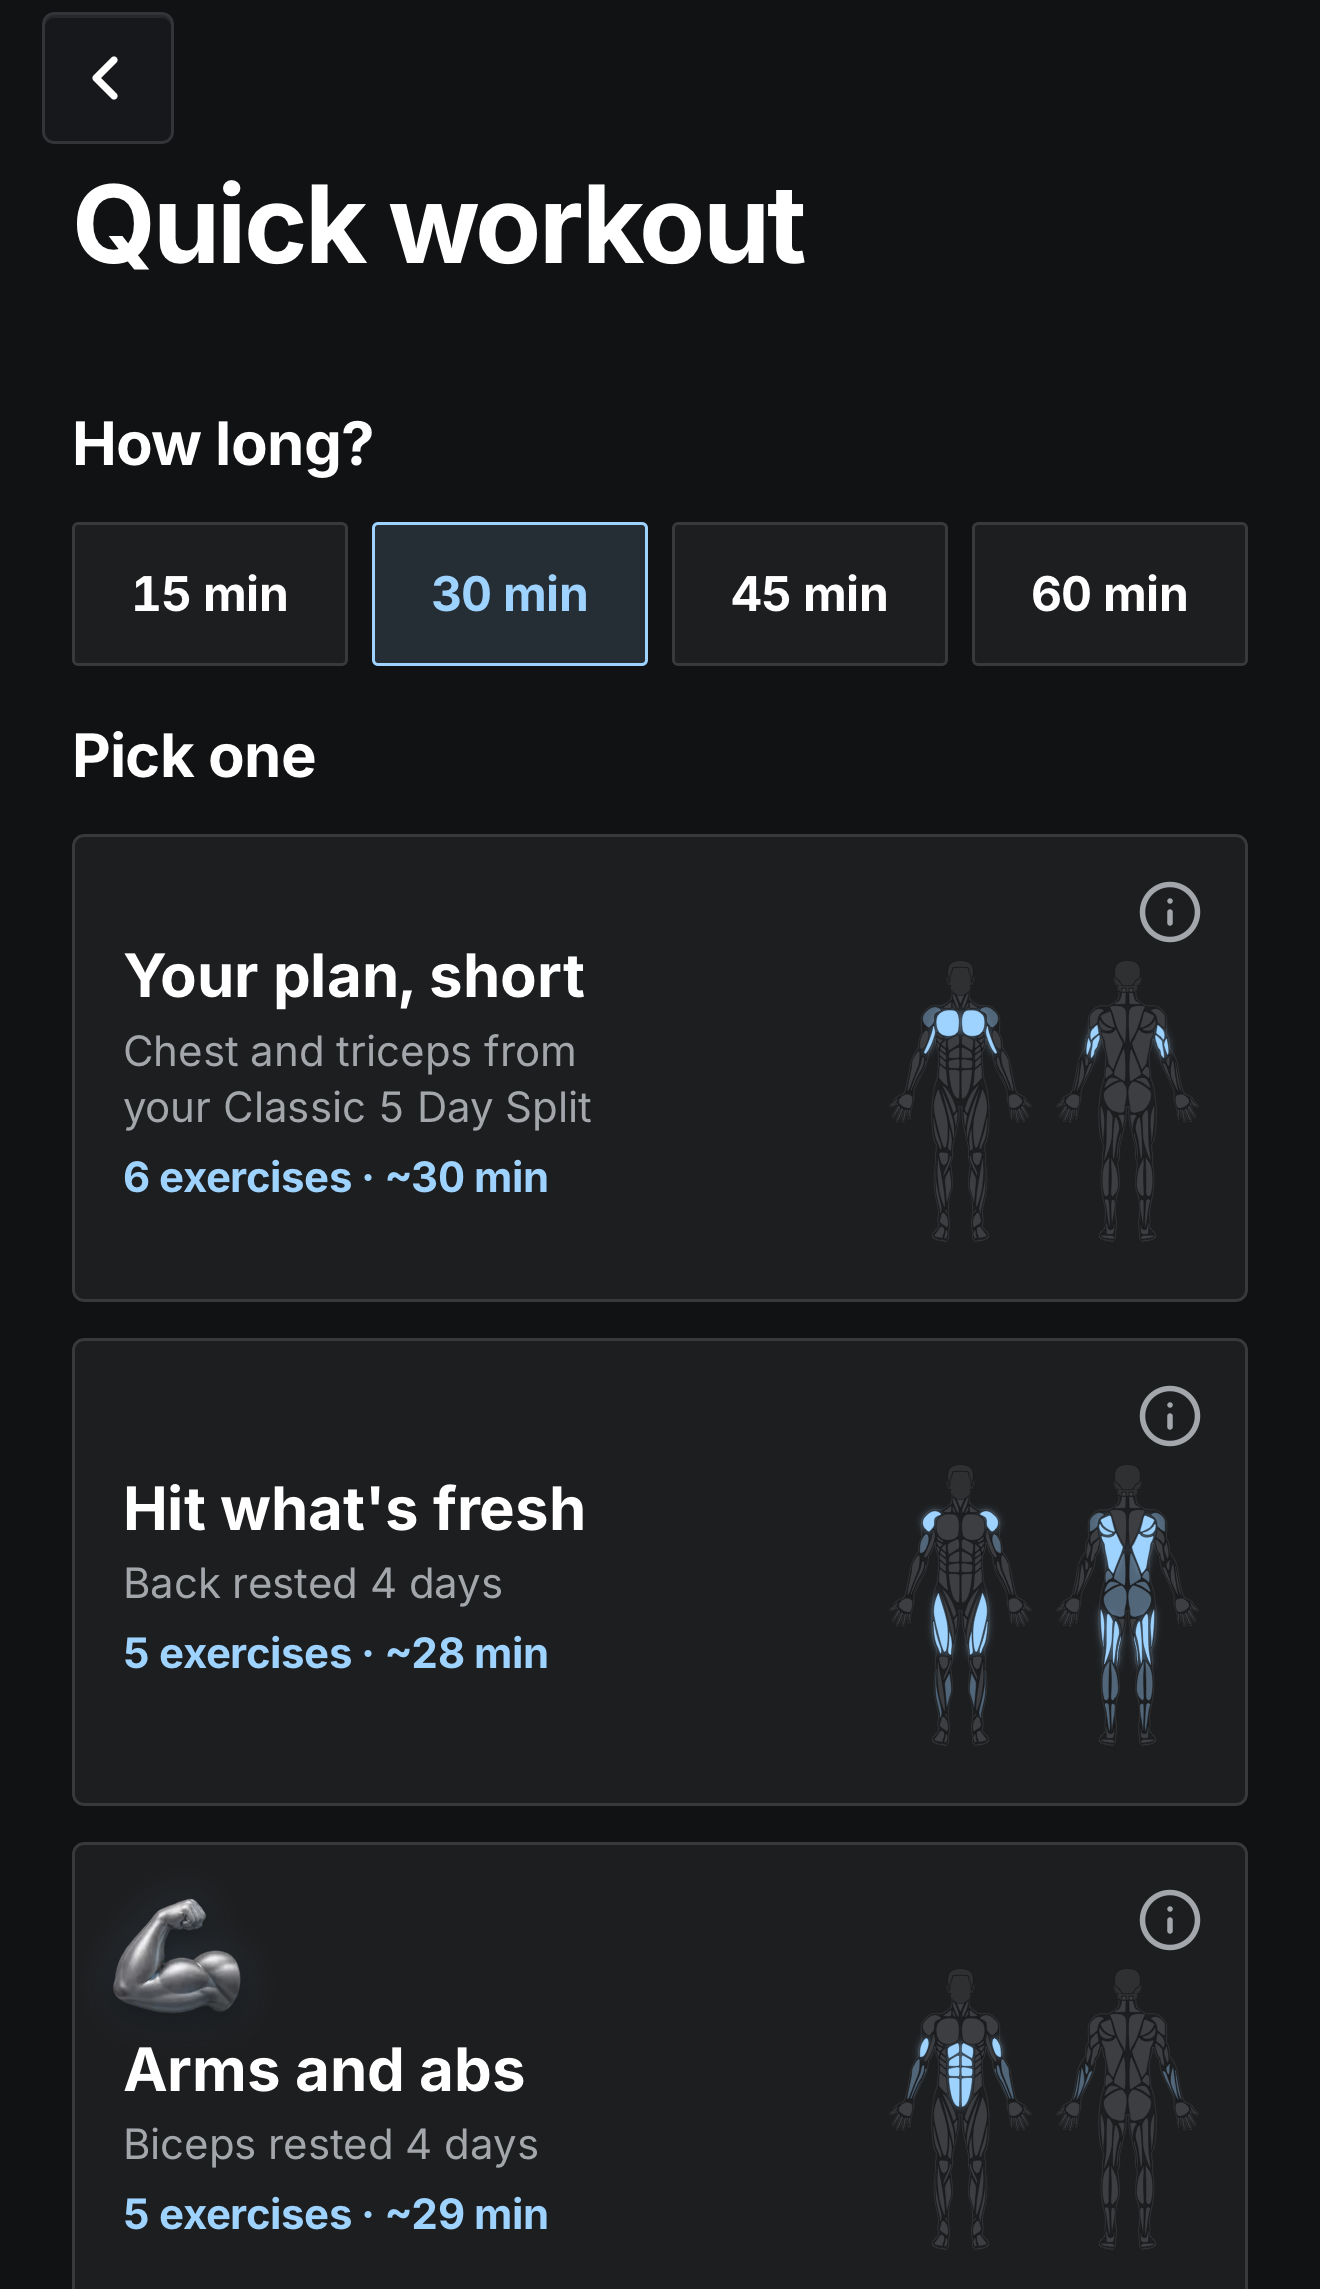 Quick workout
How long?
15 min
30 min
45 min
60 min
Pick one
Your plan, short
Chest and triceps from
your Classic 5 Day Split
6 exercises · ~30 min
Hit what's fresh
Back rested 4 days
5 exercises · ~28 min
Arms and abs
Biceps rested 4 days
5 exercises · ~29 min